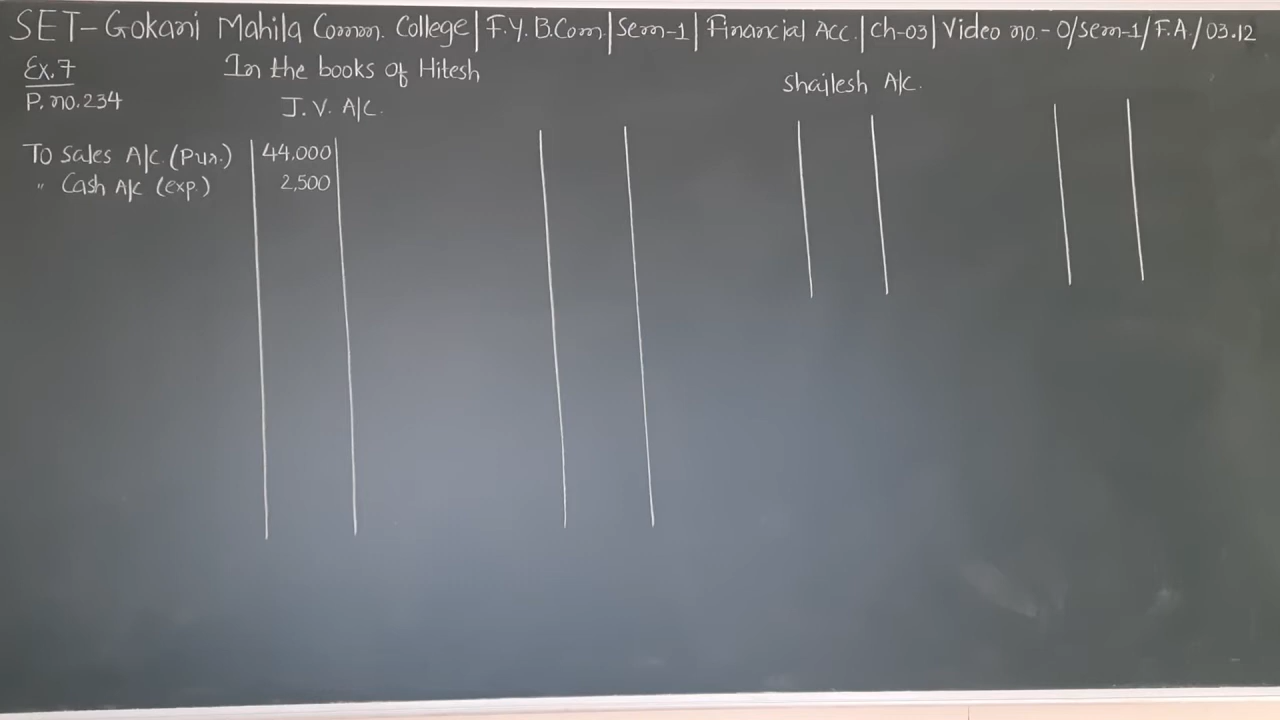 SET-Gokani Mahila Comm. College | F.Y. B.Com | Sem-1 | Financial Acc. | Ch-03 | Video no.- 0/sem-1/F.A./03.12
Ex.7
P. no.234
In the books of Hitesh
J.V. A/c.
Shailesh A/c.
To Sales A/c. (Pur.) 44.000
" Cash A/c (exp.) 2,500